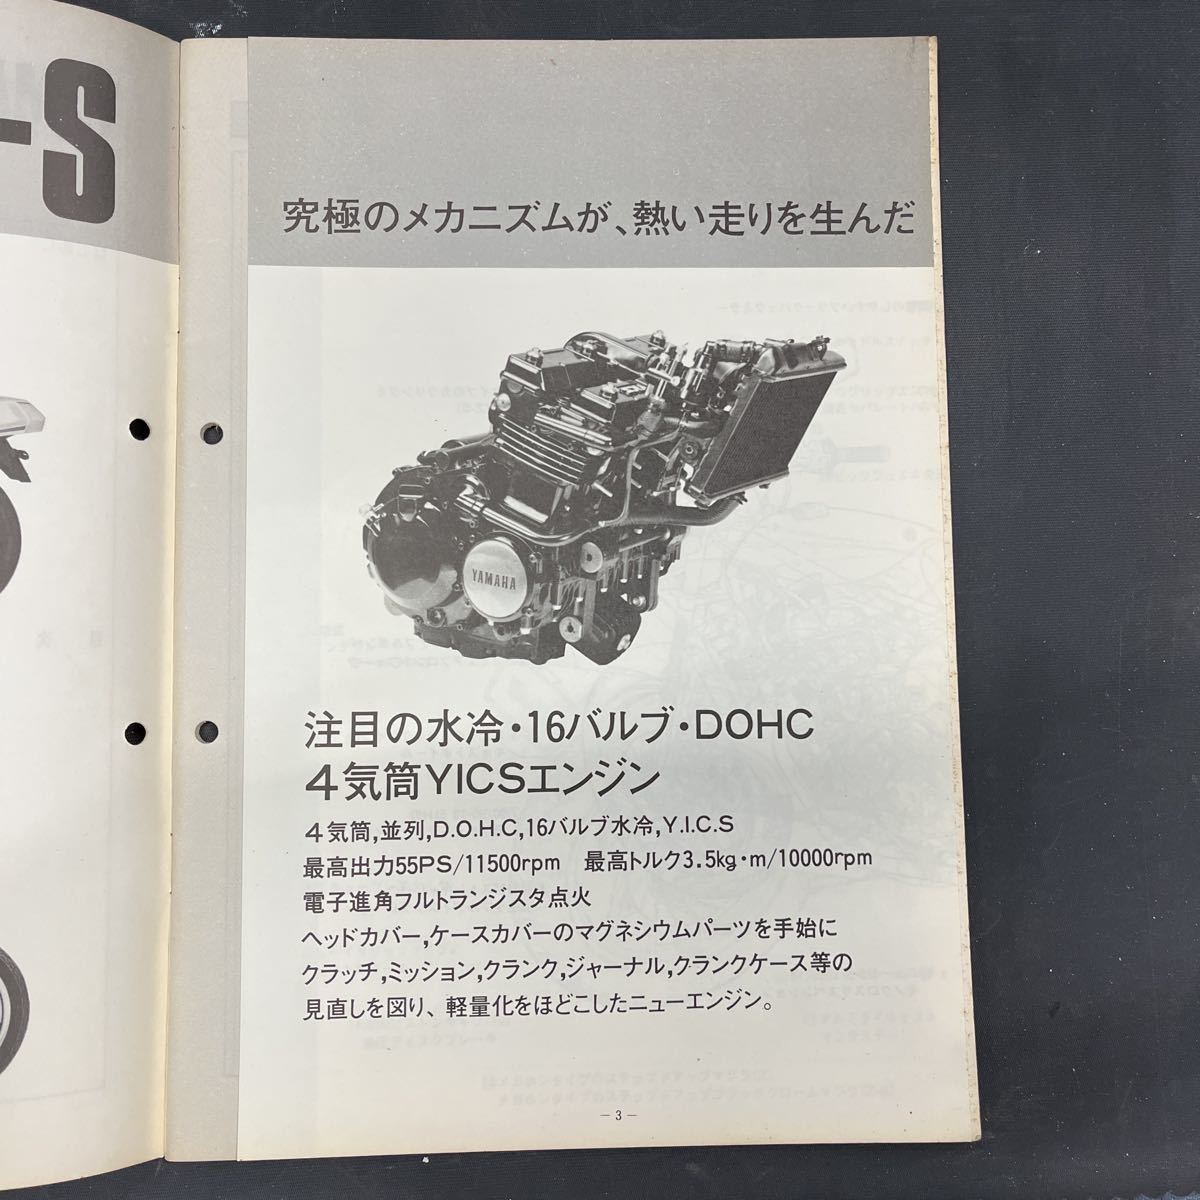 -S
究極のメカニズムが、熱い走りを生んだ
YAMAHA
注目の水冷・16バルブ・DOHC
4気筒YICSエンジン
4気筒,並列,D.O.H.C,16バルブ水冷,Y.I.C.S
最高出力55PS/11500rpm 最高トルク3.5kg・m/10000rpm
電子進角フルトランジスタ点火
ヘッドカバー,ケースカバーのマグネシウムパーツを手始に
クラッチ,ミッション,クランク,ジャーナル,クランクケース等の
見直しを図り、軽量化をほどこしたニューエンジン。
— 3 —